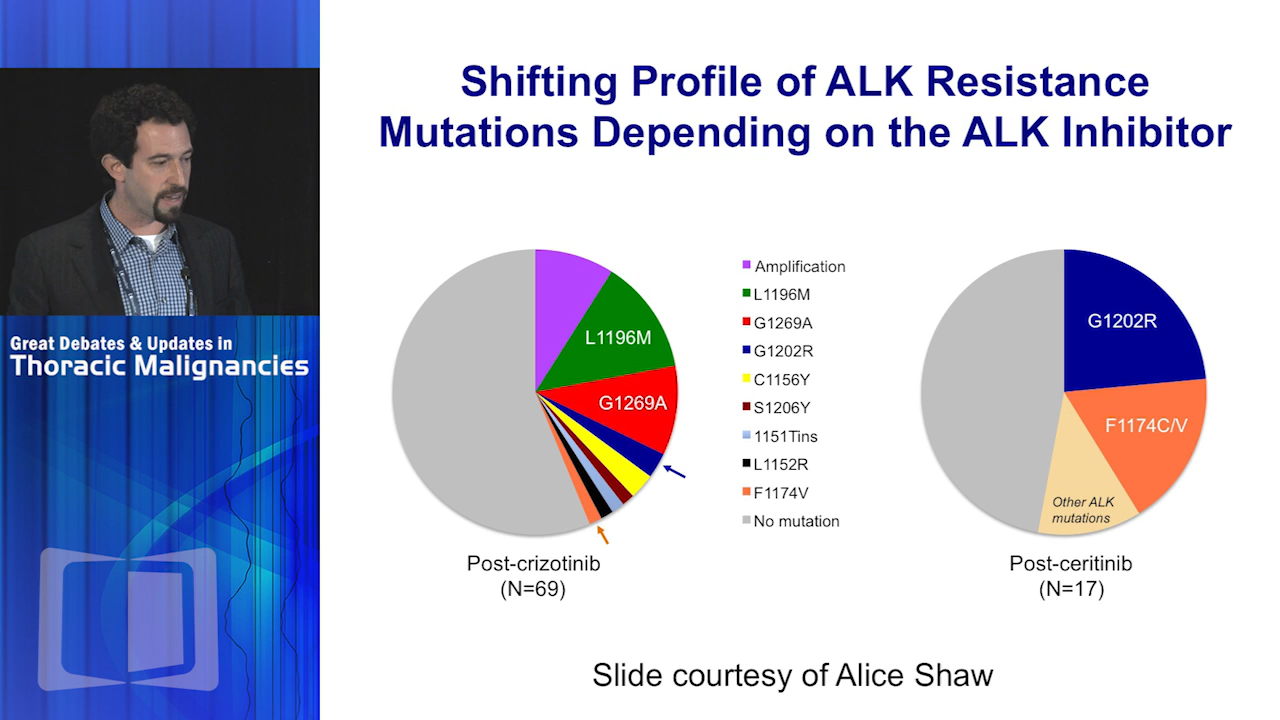 Shifting Profile of ALK Resistance
Mutations Depending on the ALK Inhibitor
Great Debates & Updates in
Thoracic Malignancies
L1196M
G1269A
Post-crizotinib
(N=69)
Amplification
L1196M
G1269A
G1202R
C1156Y
S1206Y
1151Tins
L1152R
F1174V
No mutation
G1202R
F1174C/V
Other ALK
mutations
Post-ceritinib
(N=17)
Slide courtesy of Alice Shaw